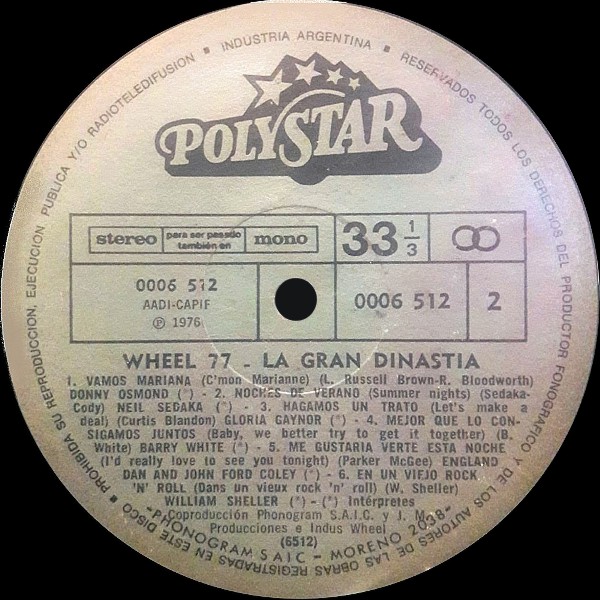 PROHIBIDA SU REPRODUCCION, EJECUCION PUBLICA Y/O RADIOTELEDIFUSION ■ INDUSTRIA ARGENTINA ■ RESERVADOS TODOS LOS DERECHOS DEL PRODUCTOR FONOGRAFICO Y DE LOS AUTORES DE LAS OBRAS REGISTRADAS EN ESTE DISCO ■
POLYSTAR
stereo para ser pasado también en mono
33 1/3
0006 512
AADI-CAPIF
℗ 1976
0006 512
2
WHEEL 77 - LA GRAN DINASTIA
1. VAMOS MARIANA (C'mon Marianne) (L. Russell Brown-R. Bloodworth)
DONNY OSMOND (*) - 2. NOCHES DE VERANO (Summer nights) (Sedaka-
Cody) NEIL SEDAKA (*) - 3. HAGAMOS UN TRATO (Let's make a
deal) (Curtis Blandon) GLORIA GAYNOR (*) - 4. MEJOR QUE LO CON-
SIGAMOS JUNTOS (Baby, we better try to get it together) (B.
White) BARRY WHITE (*) - 5. ME GUSTARIA VERTE ESTA NOCHE
(I'd really love to see you tonight) (Parker McGee) ENGLAND
DAN AND JOHN FORD COLEY (*) - 6. EN UN VIEJO ROCK
'N' ROLL (Dans un vieux rock 'n' roll) (W. Sheller)
WILLIAM SHELLER (*) - (*) Intérpretes
Coproducción Phonogram S.A.I.C. y J. M.
Producciones e Indus Wheel
(6512)
-PHONOGRAM SAIC - MORENO 2038-